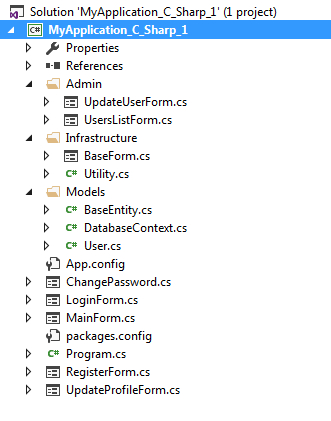 Solution 'MyApplication_C_Sharp_1' (1 project)
C# MyApplication_C_Sharp_1
Properties
References
Admin
UpdateUserForm.cs
UsersListForm.cs
Infrastructure
BaseForm.cs
C# Utility.cs
Models
C# BaseEntity.cs
C# DatabaseContext.cs
C# User.cs
App.config
ChangePassword.cs
LoginForm.cs
MainForm.cs
packages.config
C# Program.cs
RegisterForm.cs
UpdateProfileForm.cs